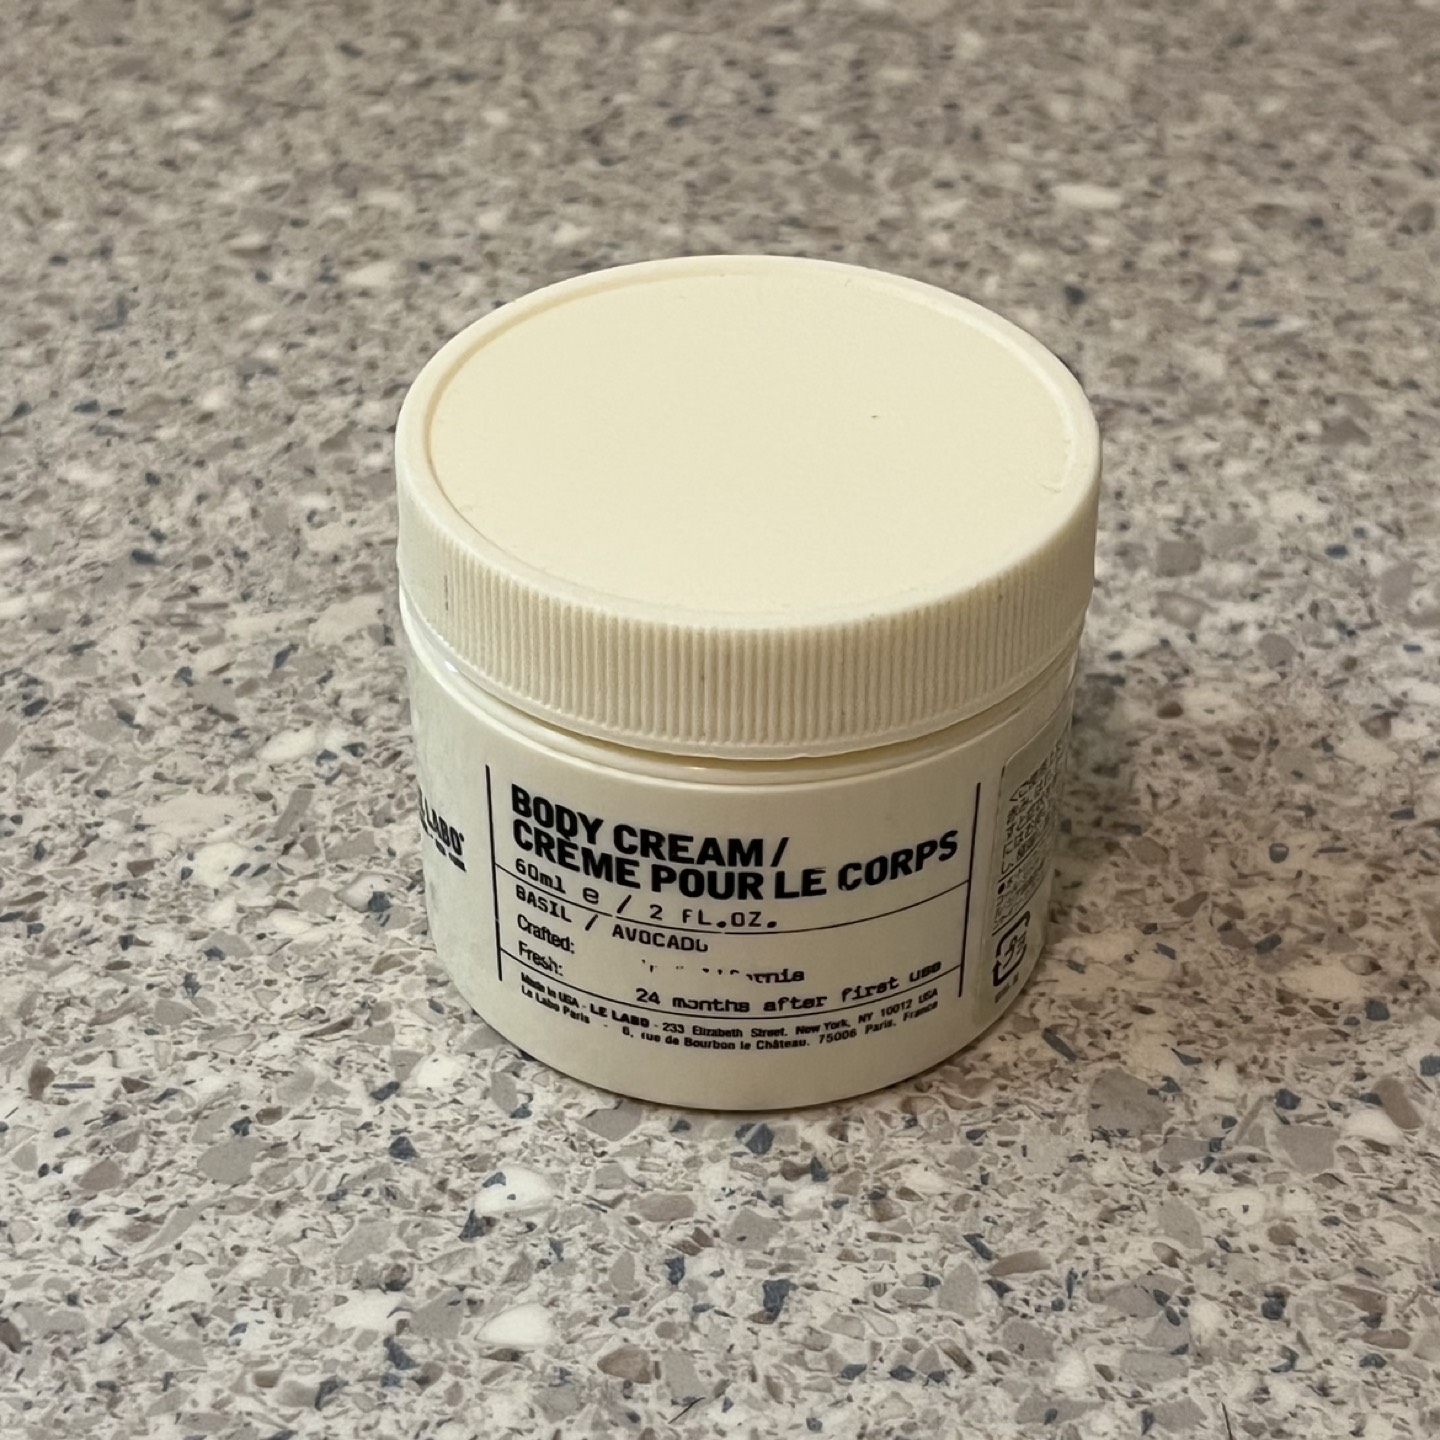 LABO
BODY CREAM/
CRÈME POUR LE CORPS
60ml e / 2 FL.OZ.
BASIL / AVOCADO
Crafted:
Fresh:
24 months after first use
Made in USA - LE LABO - 233 Elizabeth Street, New York, NY 10012 USA
Le Labo Paris - 6, rue de Bourbon le Château, 75006 Paris, France